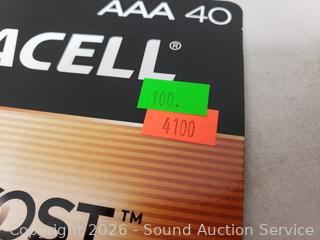 AAA 40
ACELL®
100.
4100
OST™
Copyright 2026 - Sound Auction Service